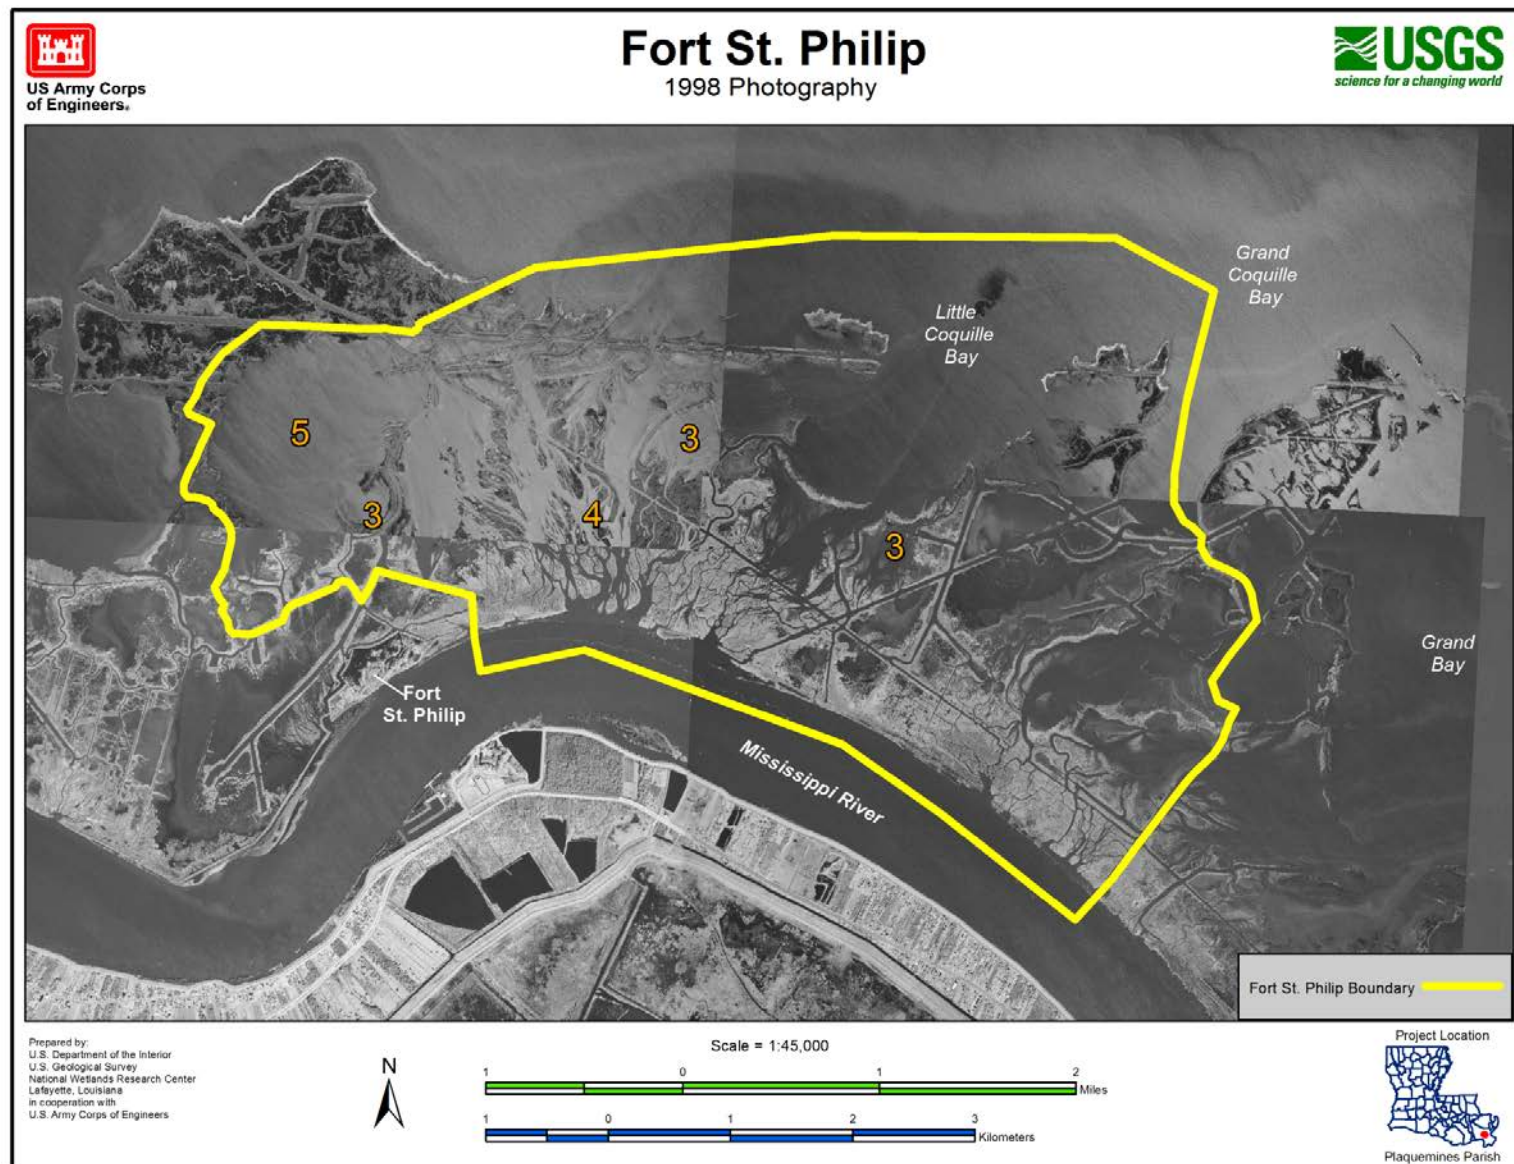 Fort St. Philip
1998 Photography
US Army Corps
of Engineers®
USGS
science for a changing world
Grand
Coquille
Bay
Little
Coquille
Bay
5
3
3
4
3
Grand
Bay
Fort
St. Philip
Mississippi River
Fort St. Philip Boundary
Prepared by:
U.S. Department of the Interior
U.S. Geological Survey
National Wetlands Research Center
Lafayette, Louisiana
in cooperation with
U.S. Army Corps of Engineers
N
Scale = 1:45,000
1 0 1 2
Miles
1 0 1 2 3
Kilometers
Project Location
Plaquemines Parish